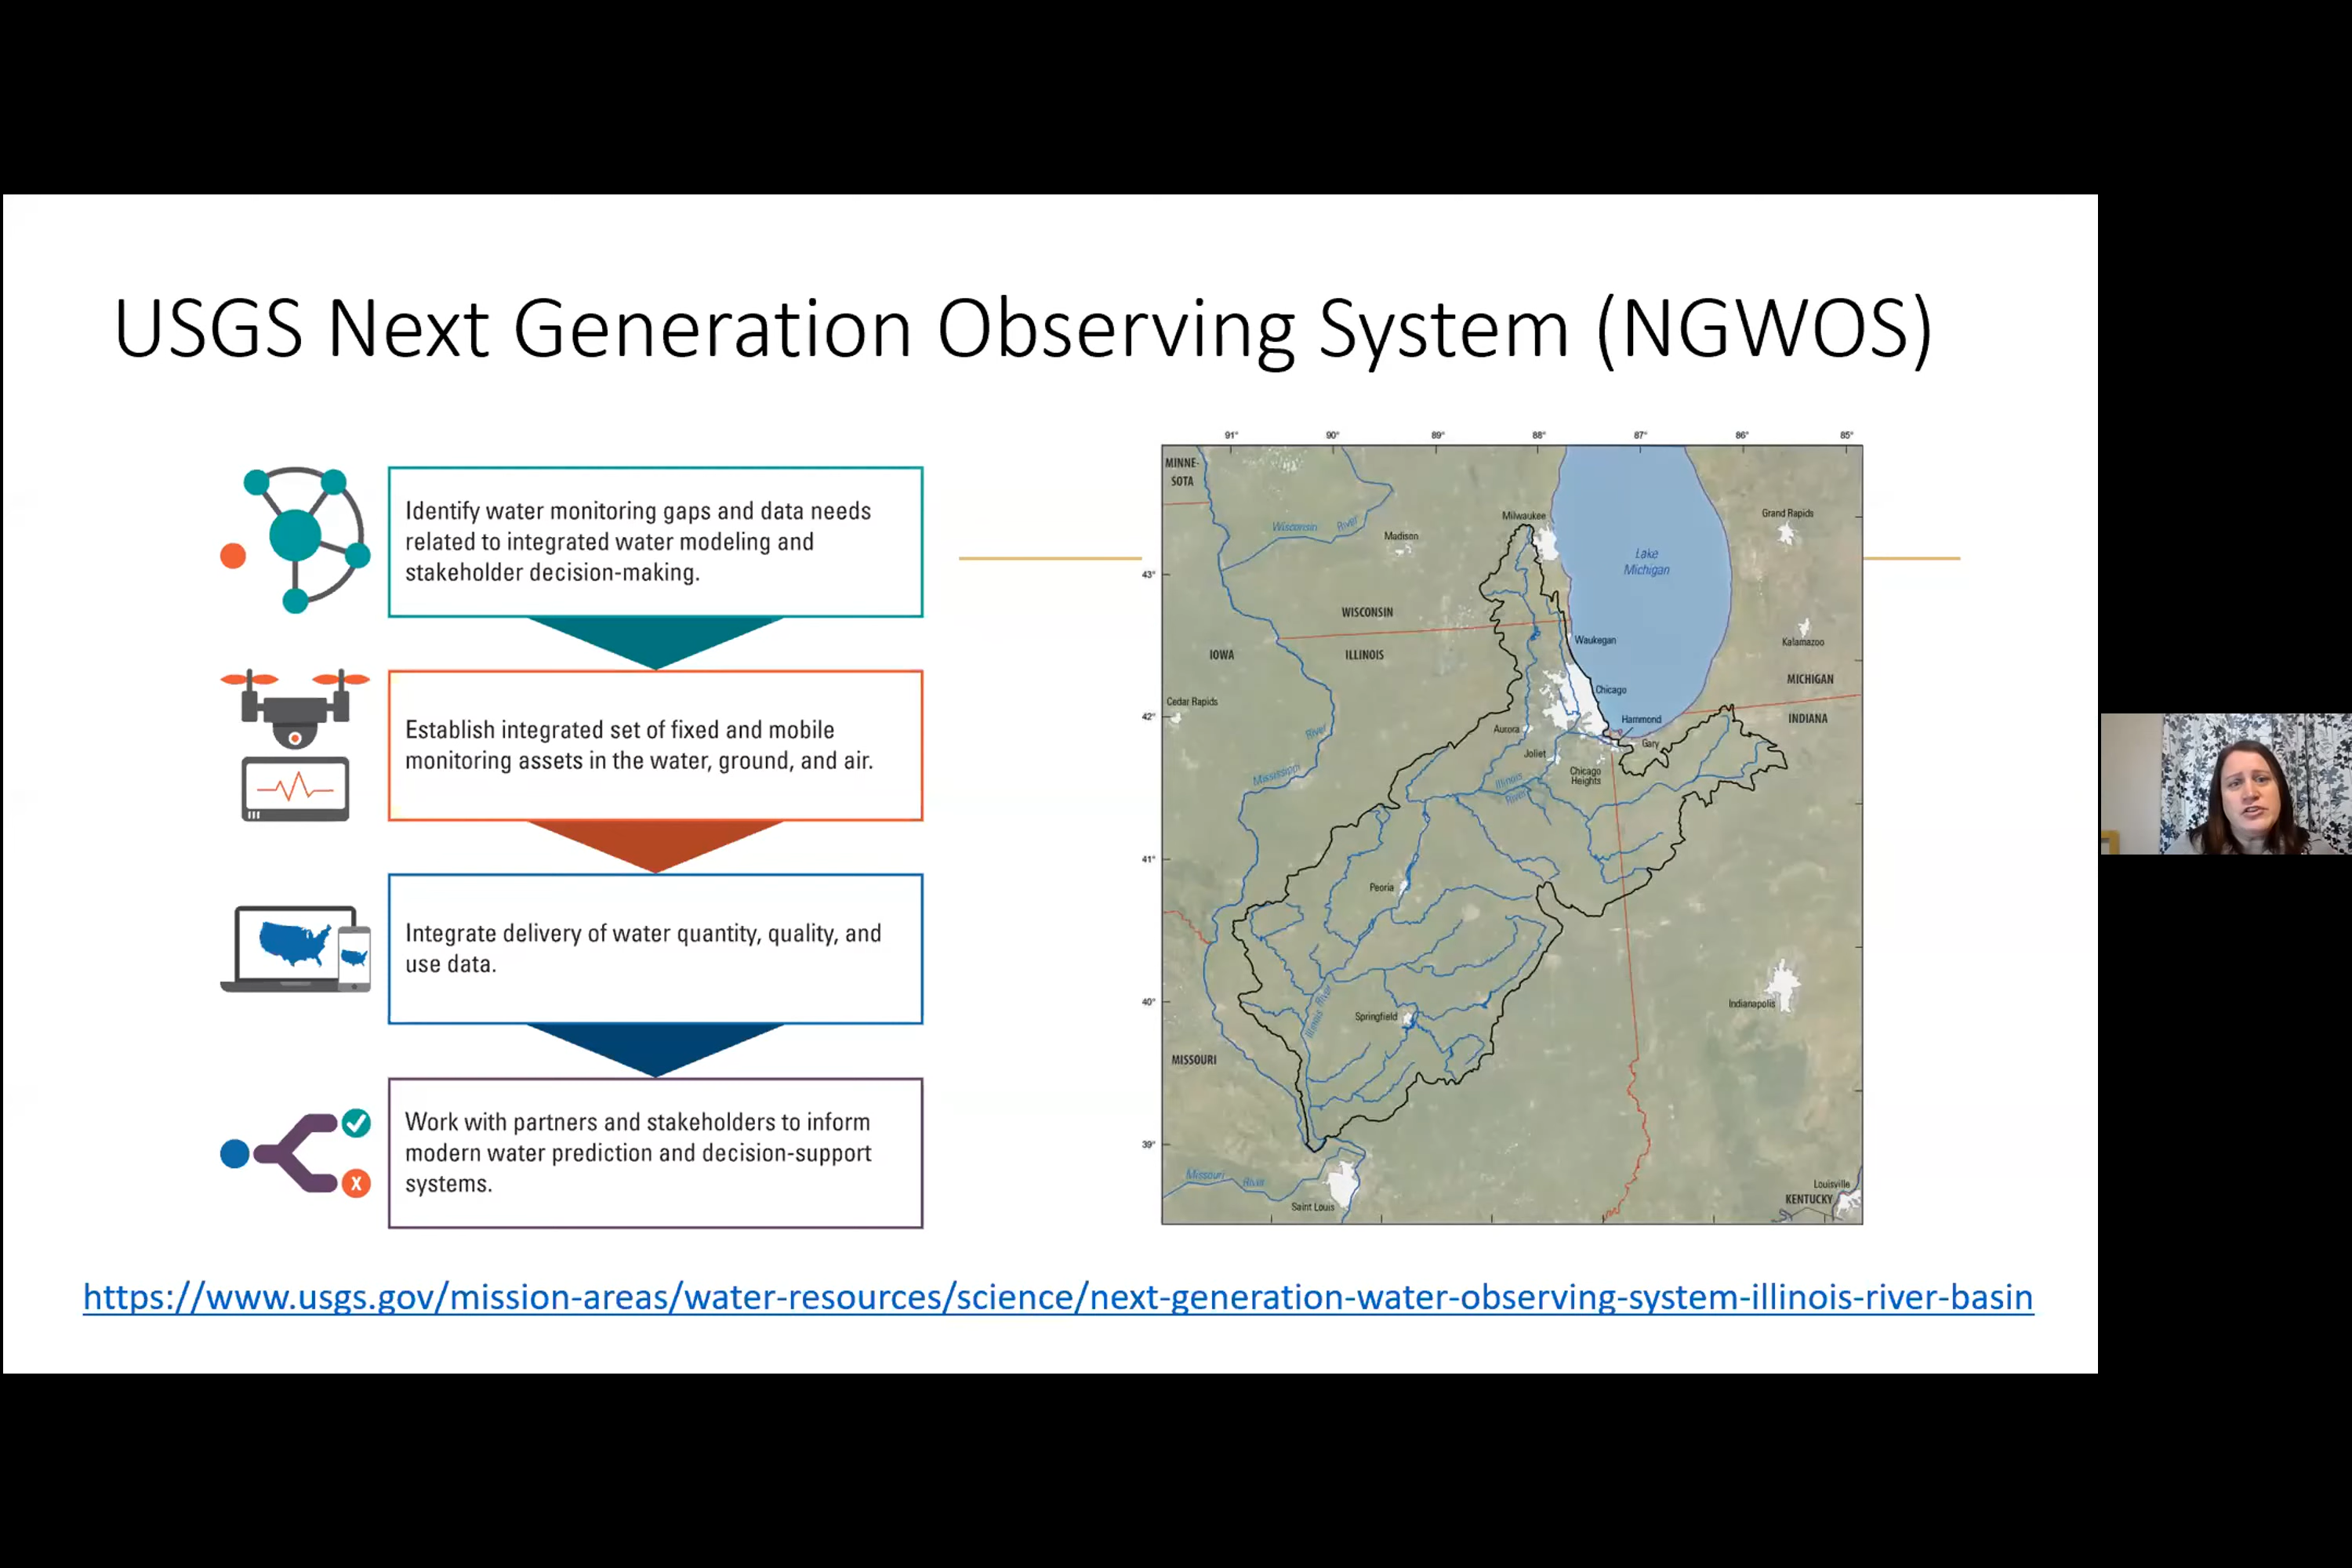 USGS Next Generation Observing System (NGWOS)
Identify water monitoring gaps and data needs
related to integrated water modeling and
stakeholder decision-making.
Establish integrated set of fixed and mobile
monitoring assets in the water, ground, and air.
Integrate delivery of water quantity, quality, and
use data.
Work with partners and stakeholders to inform
modern water prediction and decision-support
systems.
X
91° 90° 89° 88° 87° 86° 85°
MINNE-
SOTA
Wisconsin River
Madison
Milwaukee
Grand Rapids
Lake
Michigan
43°
WISCONSIN
Waukegan
Kalamazoo
IOWA
ILLINOIS
MICHIGAN
Cedar Rapids
Chicago
42°
Hammond
INDIANA
Aurora
Gary
Mississippi River
Joliet
Chicago
Heights
Illinois
River
41°
Peoria
40°
Illinois River
Springfield
Indianapolis
MISSOURI
39°
Missouri River
Saint Louis
Louisville
KENTUCKY
https://www.usgs.gov/mission-areas/water-resources/science/next-generation-water-observing-system-illinois-river-basin